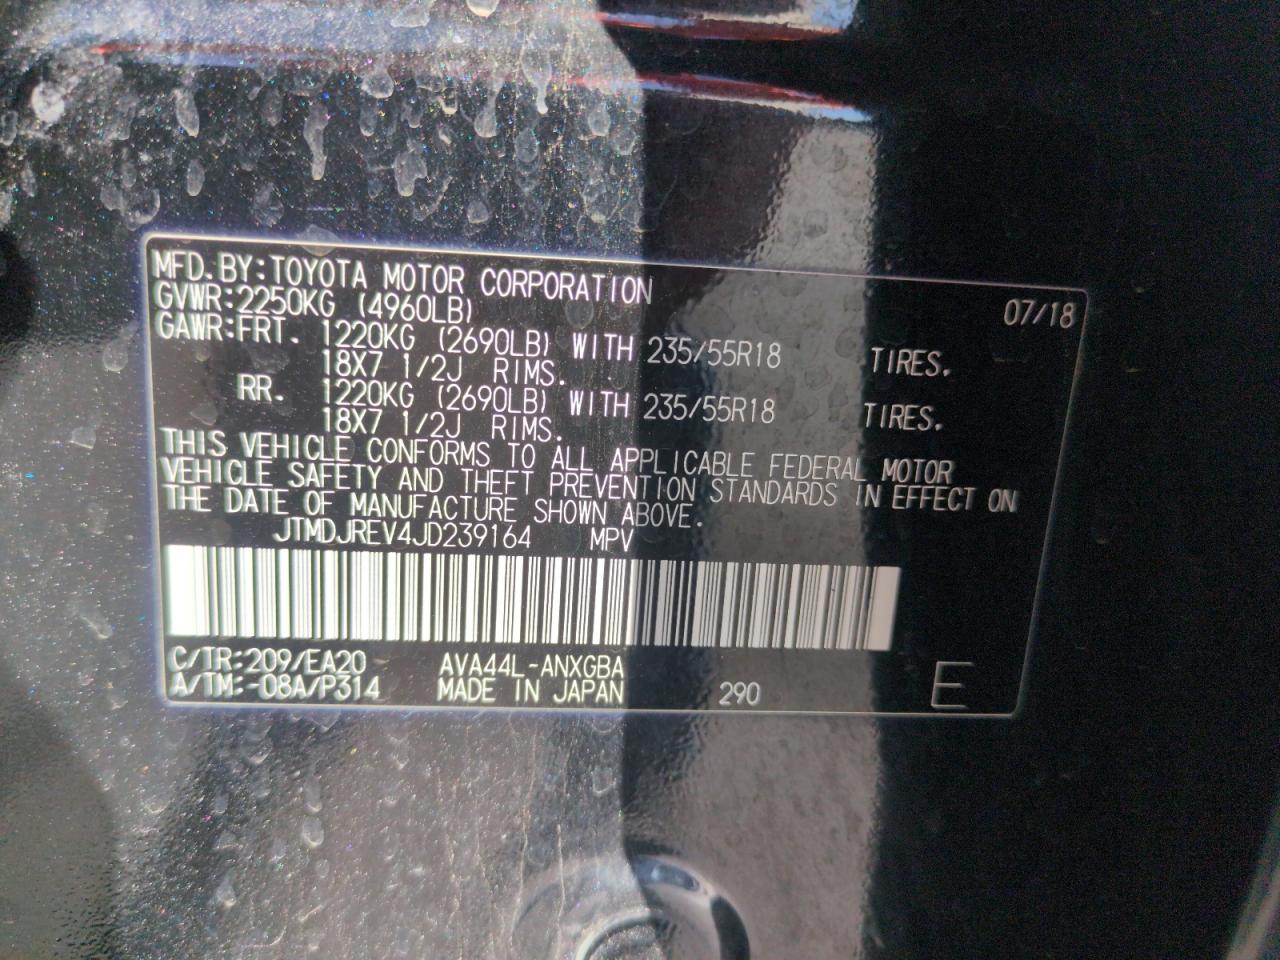 MFD. BY: TOYOTA MOTOR CORPORATION 07/18
GVWR: 2250KG (4960LB)
GAWR: FRT. 1220KG (2690LB) WITH 235/55R18 TIRES.
18X7 1/2J RIMS.
RR. 1220KG (2690LB) WITH 235/55R18 TIRES.
18X7 1/2J RIMS.
THIS VEHICLE CONFORMS TO ALL APPLICABLE FEDERAL MOTOR
VEHICLE SAFETY AND THEFT PREVENTION STANDARDS IN EFFECT ON
THE DATE OF MANUFACTURE SHOWN ABOVE.
JTMDJREV4JD239164 MPV
C/TR: 209/EA20 AVA44L-ANXGBA
A/TM: -08A/P314 MADE IN JAPAN 290 E